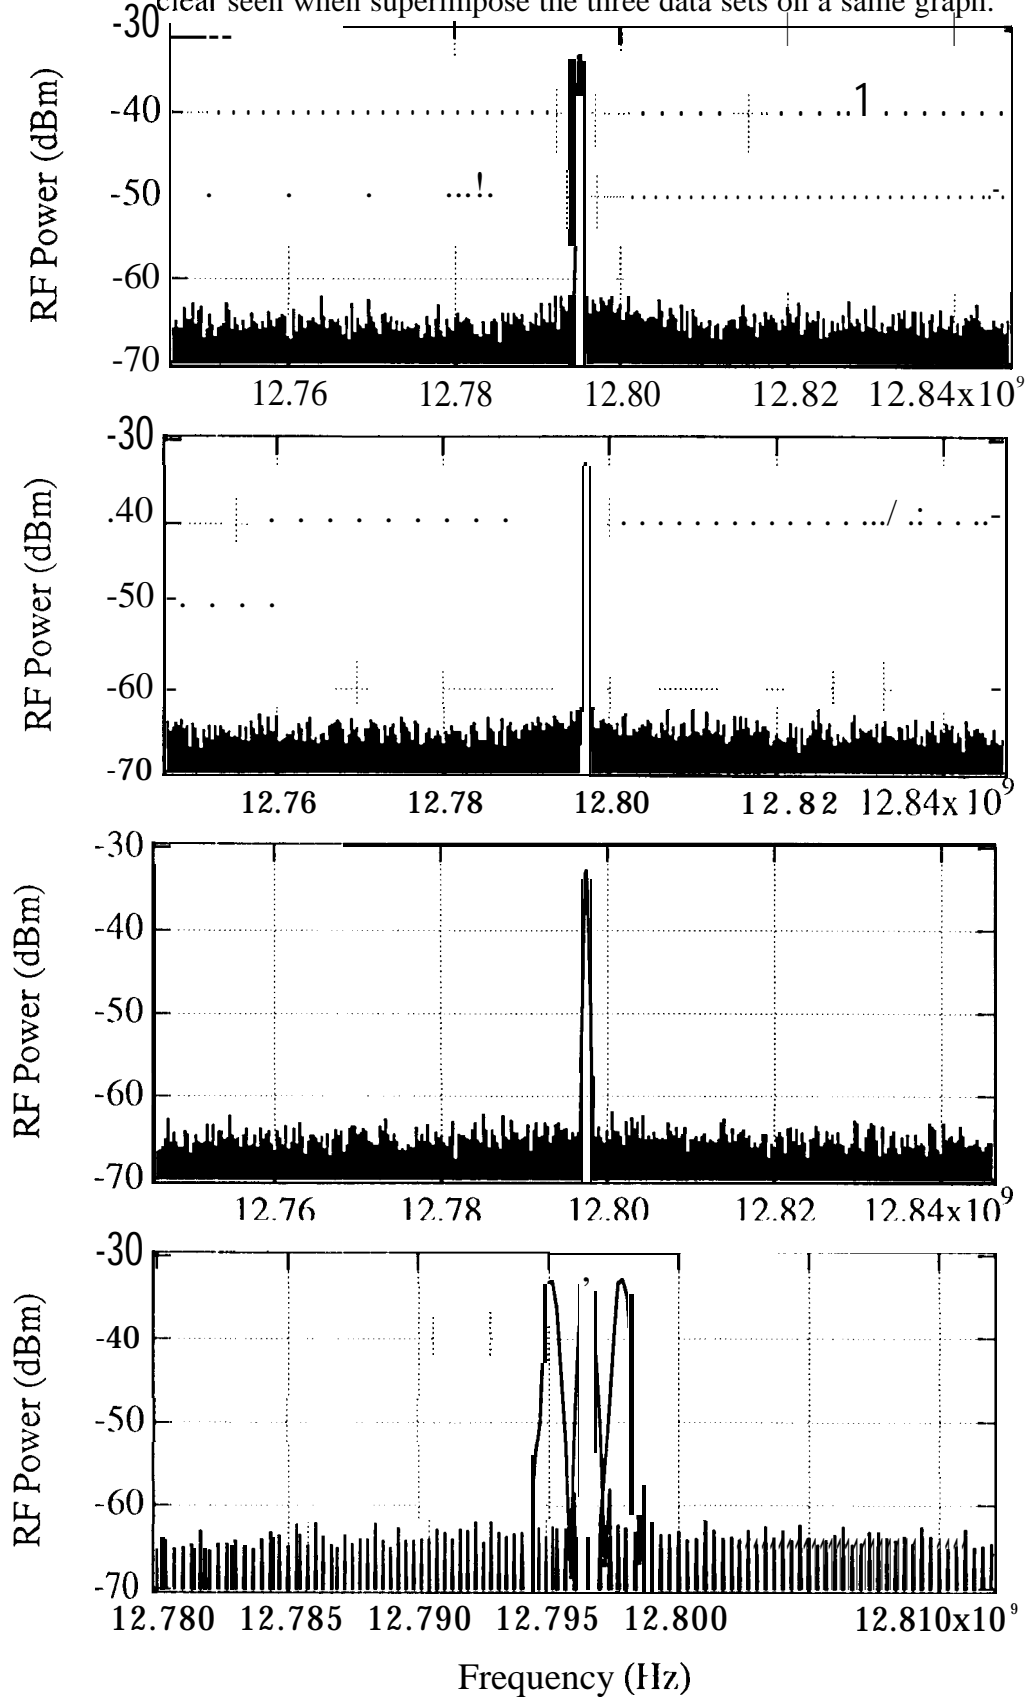 clear seen when superimpose the three data sets on a same graph.
-30
-40
-50
-60
-70
RF Power (dBm)
1
12.76 12.78 12.80 12.82 12.84x10⁹
-30
.40
-50
-60
-70
RF Power (dBm)
12.76 12.78 12.80 12.82 12.84x10⁹
-30
-40
-50
-60
-70
RF Power (dBm)
12.76 12.78 12.80 12.82 12.84x10⁹
-30
-40
-50
-60
-70
RF Power (dBm)
12.780 12.785 12.790 12.795 12.800 12.810x10⁹
Frequency (Hz)